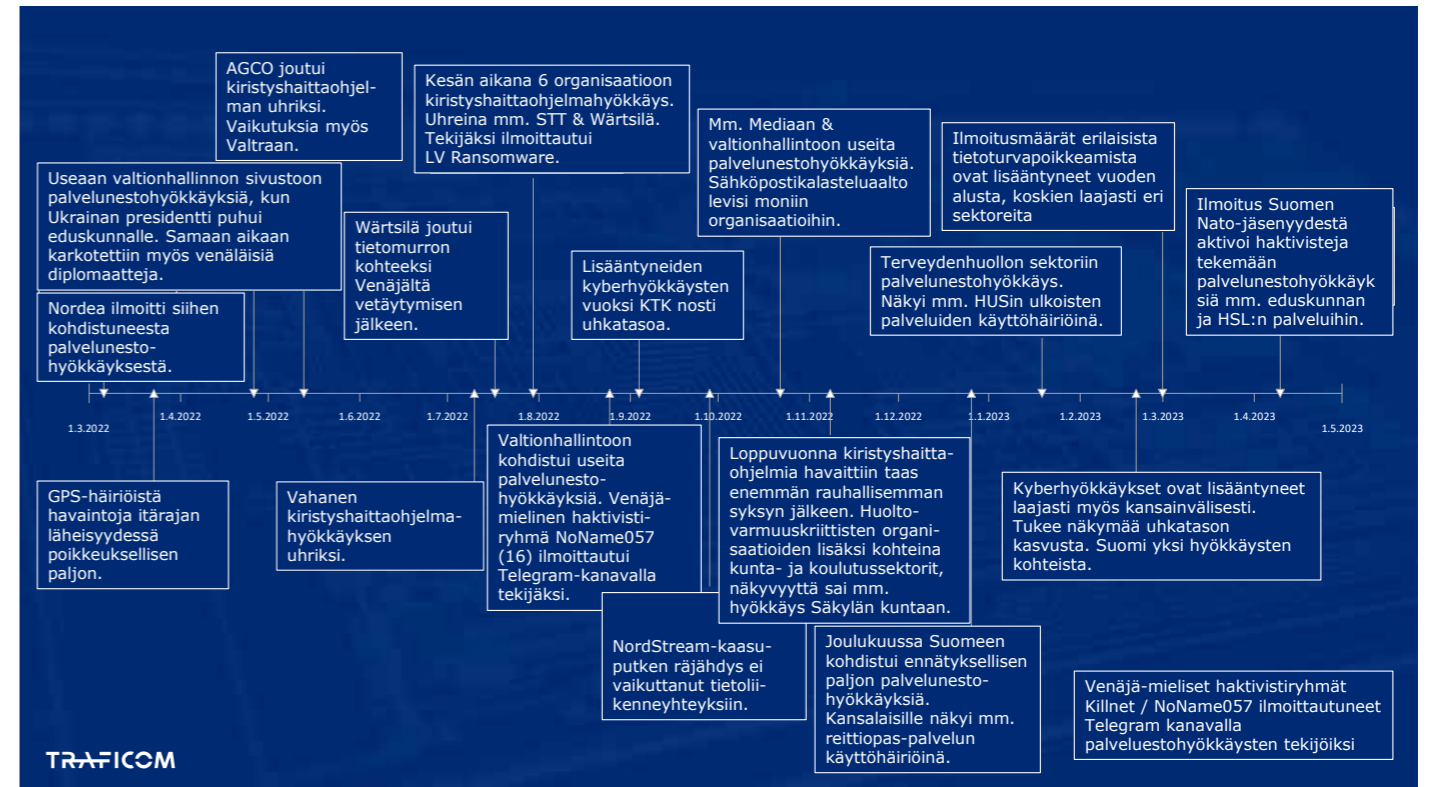 AGCO joutui
kiristyshaittaohjel-
man uhriksi.
Vaikutuksia myös
Valtraan.
Kesän aikana 6 organisaatioon
kiristyshaittaohjelmahyökkäys.
Uhreina mm. STT & Wärtsilä.
Tekijäksi ilmoittautui
LV Ransomware.
Mm. Mediaan &
valtionhallintoon useita
palvelunestohyökkäyksiä.
Sähköpostikalasteluaalto
levisi moniin
organisaatioihin.
Ilmoitusmäärät erilaisista
tietoturvapoikkeamista
ovat lisääntyneet vuoden
alusta, koskien laajasti eri
sektoreita
Useaan valtionhallinnon sivustoon
palvelunestohyökkäyksiä, kun
Ukrainan presidentti puhui
eduskunnalle. Samaan aikaan
karkotettiin myös venäläisiä
diplomaatteja.
Wärtsilä joutui
tietomurron
kohteeksi
Venäjältä
vetäytymisen
jälkeen.
Lisääntyneiden
kyberhyökkäysten
vuoksi KTK nosti
uhkatasoa.
Terveydenhuollon sektoriin
palvelunestohyökkäys.
Näkyi mm. HUSin ulkoisten
palveluiden käyttöhäiriöinä.
Ilmoitus Suomen
Nato-jäsenyydestä
aktivoi haktivisteja
tekemään
palvelunestohyökkäyk
siä mm. eduskunnan
ja HSL:n palveluihin.
Nordea ilmoitti siihen
kohdistuneesta
palvelunesto-
hyökkäyksestä.
1.3.2022
1.4.2022
1.5.2022
1.6.2022
1.7.2022
1.8.2022
1.9.2022
1.10.2022
1.11.2022
1.12.2022
1.1.2023
1.2.2023
1.3.2023
1.4.2023
1.5.2023
GPS-häiriöistä
havaintoja itärajan
läheisyydessä
poikkeuksellisen
paljon.
Vahanen
kiristyshaittaohjelma-
hyökkäyksen
uhriksi.
Valtionhallintoon
kohdistui useita
palvelunesto-
hyökkäyksiä. Venäjä-
mielinen haktivisti-
ryhmä NoName057
(16) ilmoittautui
Telegram-kanavalla
tekijäksi.
NordStream-kaasu-
putken räjähdys ei
vaikuttanut tietolii-
kenneyhteyksiin.
Loppuvuonna kiristyshaitta-
ohjelmia havaittiin taas
enemmän rauhallisemman
syksyn jälkeen. Huolto-
varmuuskriittisten organi-
saatioiden lisäksi kohteina
kunta- ja koulutussektorit,
näkyvyyttä sai mm.
hyökkäys Säkylän kuntaan.
Joulukuussa Suomeen
kohdistui ennätyksellisen
paljon palvelunesto-
hyökkäyksiä.
Kansalaisille näkyi mm.
reittiopas-palvelun
käyttöhäiriöinä.
Kyberhyökkäykset ovat lisääntyneet
laajasti myös kansainvälisesti.
Tukee näkymää uhkatason
kasvusta. Suomi yksi hyökkäysten
kohteista.
Venäjä-mieliset haktivistiryhmät
Killnet / NoName057 ilmoittautuneet
Telegram kanavalla
palveluestohyökkäysten tekijöiksi
TRAFICOM